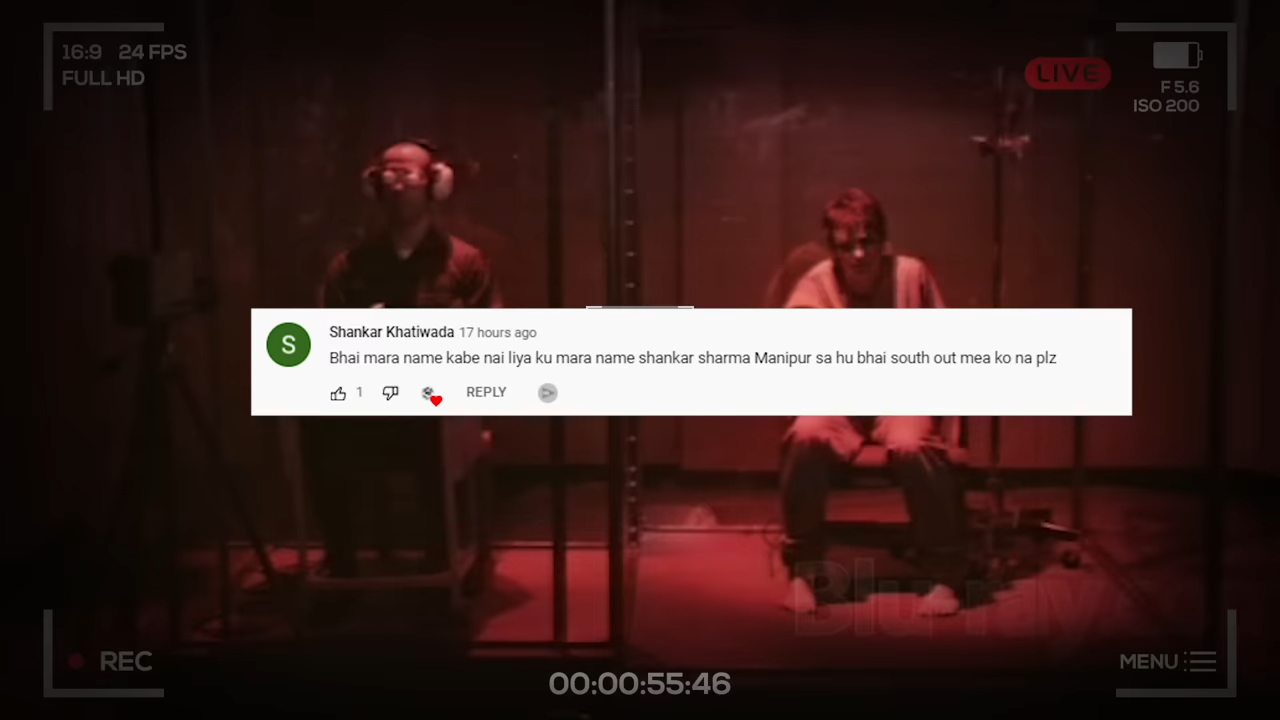 16:9 24 FPS
FULL HD
LIVE
F 5.6
ISO 200
S
Shankar Khatiwada 17 hours ago
Bhai mara name kabe nai liya ku mara name shankar sharma Manipur sa hu bhai south out mea ko na plz
1
REPLY
REC
00:00:55:46
MENU